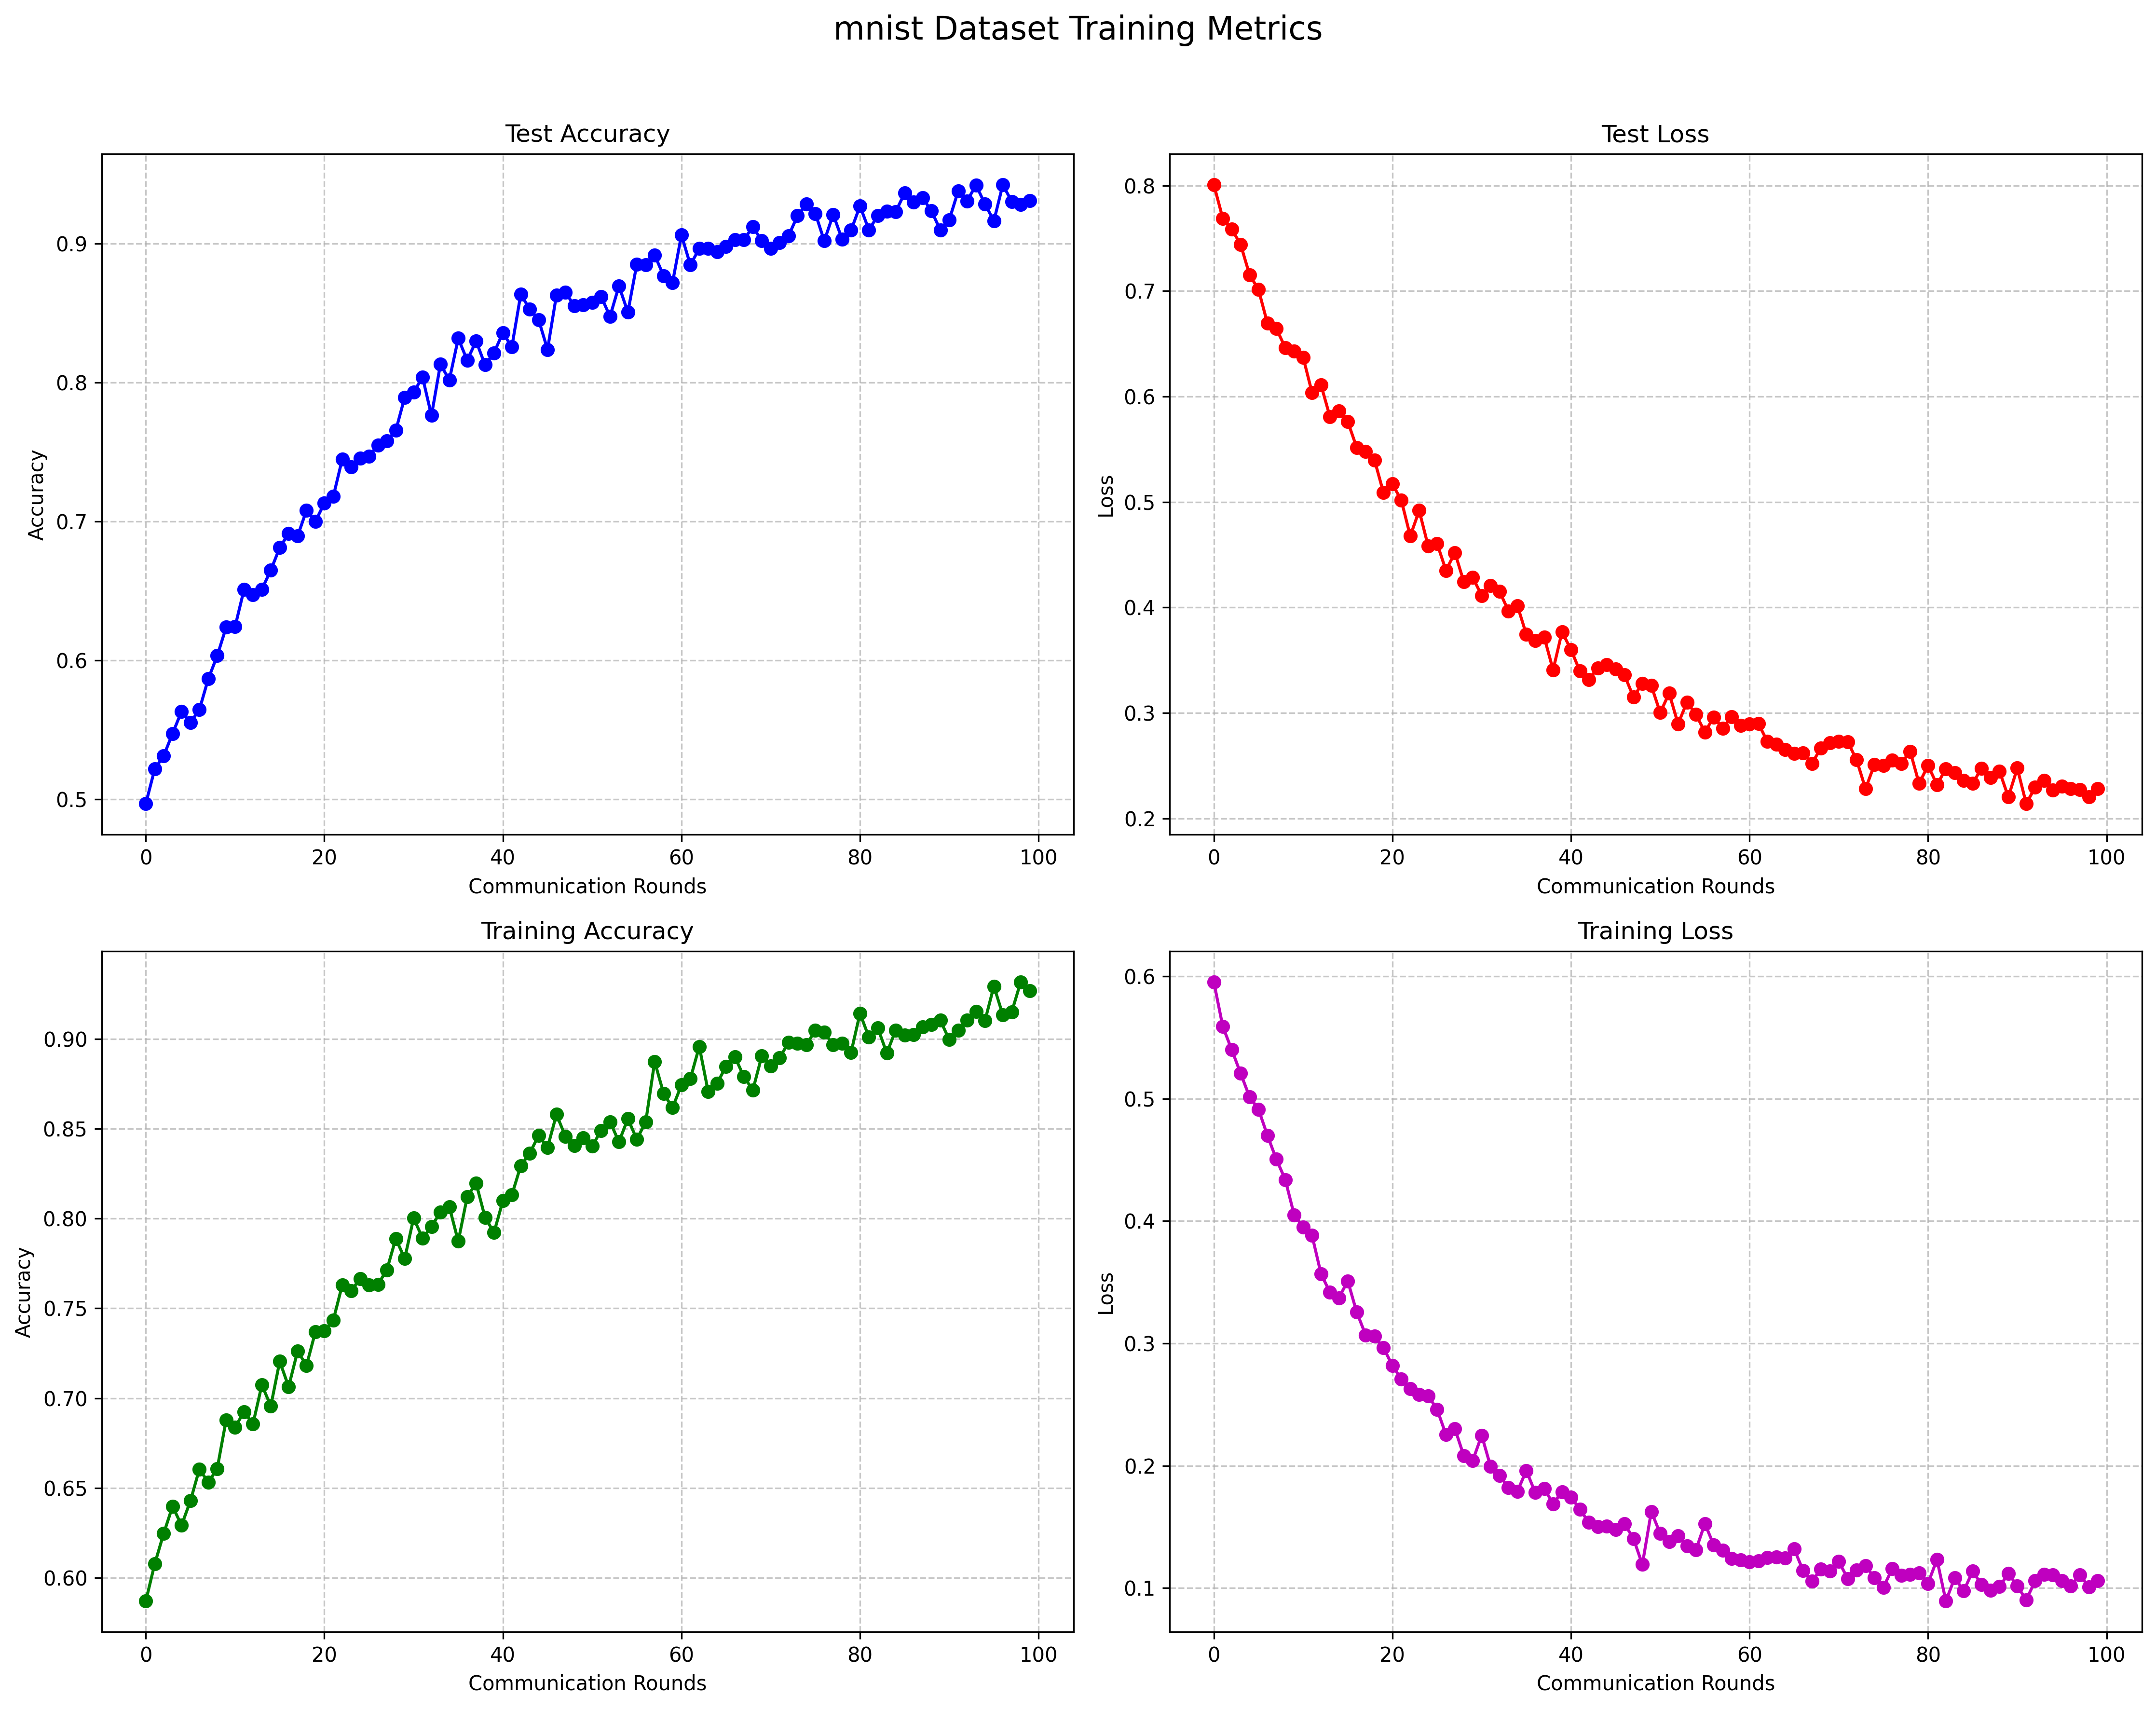 mnist Dataset Training Metrics
Test Accuracy
Accuracy
0.9
0.8
0.7
0.6
0.5
0 20 40 60 80 100
Communication Rounds
Test Loss
Loss
0.8
0.7
0.6
0.5
0.4
0.3
0.2
0 20 40 60 80 100
Communication Rounds
Training Accuracy
Accuracy
0.90
0.85
0.80
0.75
0.70
0.65
0.60
0 20 40 60 80 100
Communication Rounds
Training Loss
Loss
0.6
0.5
0.4
0.3
0.2
0.1
0 20 40 60 80 100
Communication Rounds